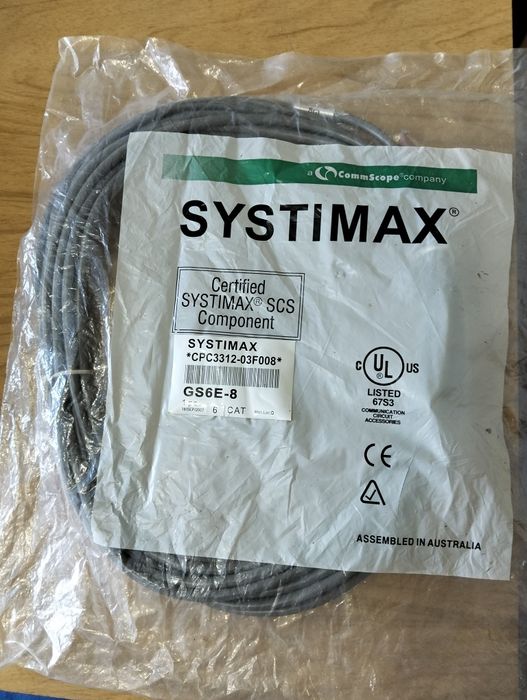 a CommScope® company
SYSTIMAX®
Certified
SYSTIMAX® SCS
Component
SYSTIMAX
*CPC3312-03F008*
GS6E-8
6 CAT
C UL® US
LISTED
67S3
COMMUNICATION
CIRCUIT
ACCESSORIES
CE
ASSEMBLED IN AUSTRALIA